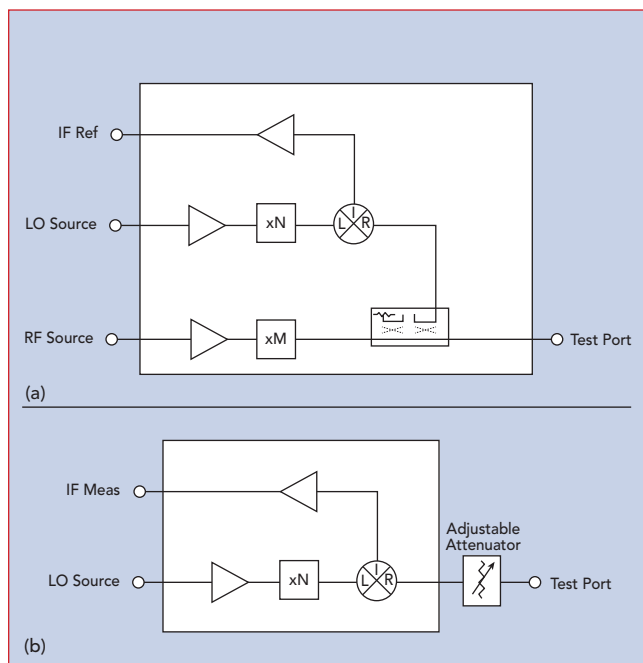 IF Ref
I
LO Source
xN
L
R
RF Source
xM
Test Port
(a)
IF Meas
Adjustable
Attenuator
I
LO Source
xN
L
R
Test Port
(b)